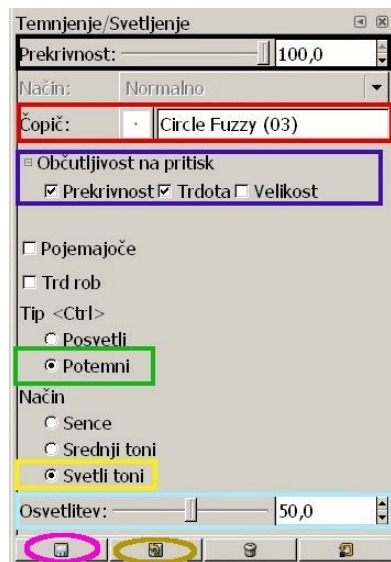 Temnjenje/Svetljenje
Prekrivnost: 100,0
Način: Normalno
Čopič: Circle Fuzzy (03)
Občutljivost na pritisk
Prekrivnost Trdota Velikost
Pojemajoče
Trd rob
Tip <Ctrl>
Posvetli
Potemni
Način
Sence
Srednji toni
Svetli toni
Osvetlitev: 50,0